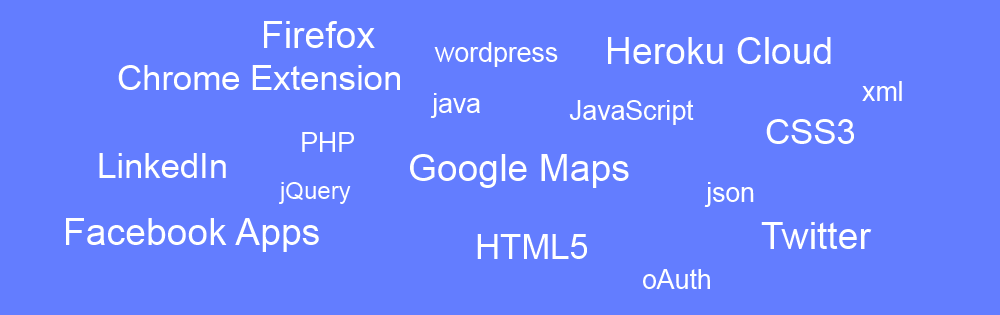 Firefox
wordpress
Heroku Cloud
Chrome Extension
xml
java
JavaScript
CSS3
PHP
LinkedIn
Google Maps
jQuery
json
Facebook Apps
HTML5
Twitter
oAuth